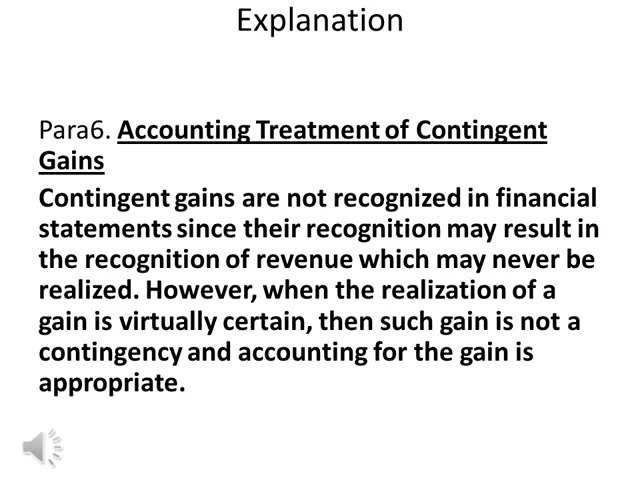 Explanation
Para6. Accounting Treatment of Contingent
Gains
Contingent gains are not recognized in financial
statements since their recognition may result in
the recognition of revenue which may never be
realized. However, when the realization of a
gain is virtually certain, then such gain is not a
contingency and accounting for the gain is
appropriate.